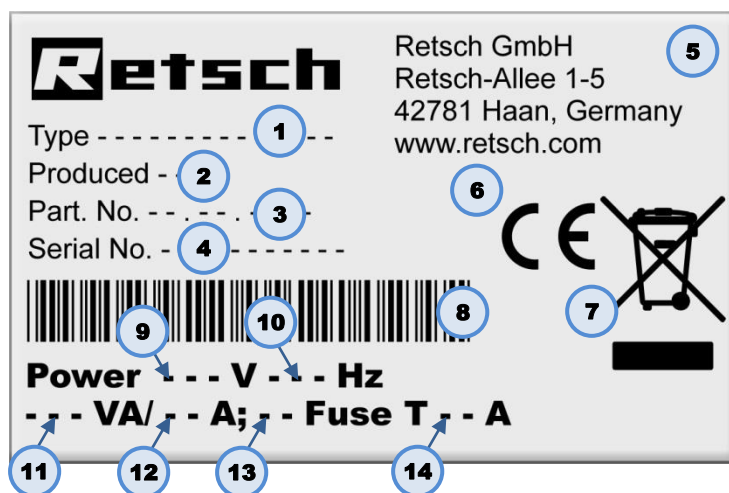 Retsch
Retsch GmbH
Retsch-Allee 1-5
42781 Haan, Germany
www.retsch.com
5
Type - - - - - - - - - 1 - -
Produced - - 2
Part. No. - - . - - . - 3 -
Serial No. - 4 - - - - - - -
6
CE
7
8
9
10
Power - - - V - - - Hz
- - - VA/ - - A; - - Fuse T - - A
11
12
13
14